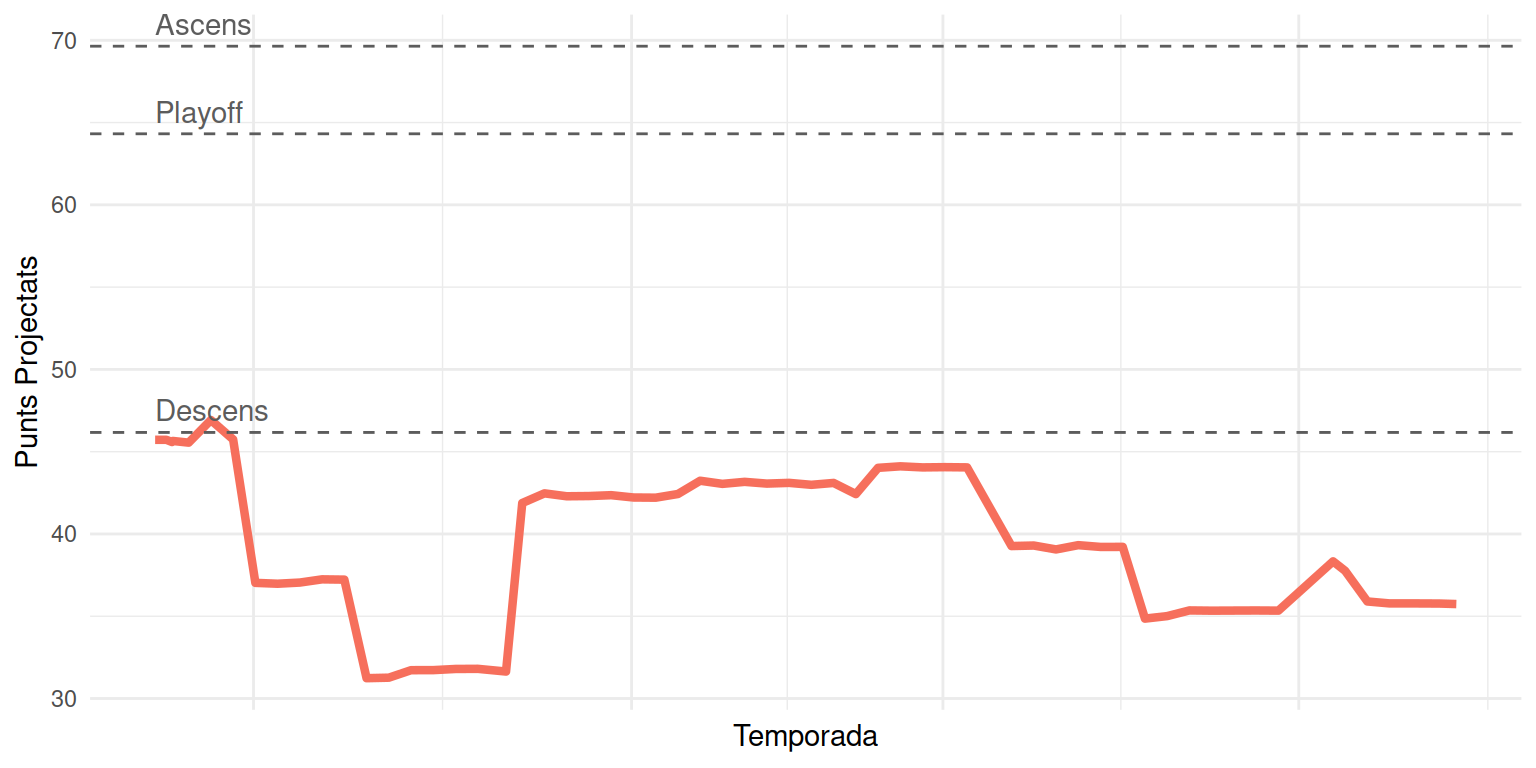 Ascens
70
Playoff
60
50
Descens
40
30
Punts Projectats
Temporada